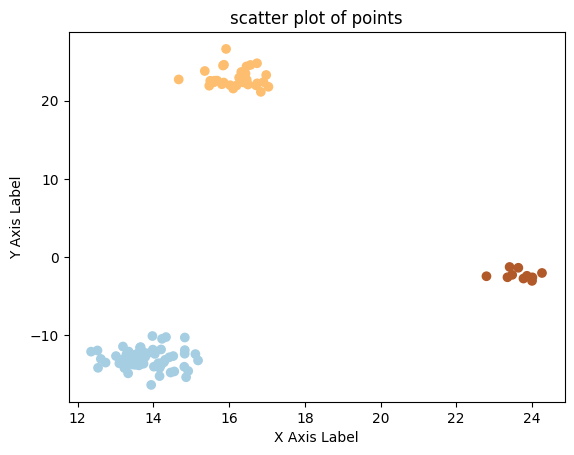 scatter plot of points
20
10
0
−10
Y Axis Label
12 14 16 18 20 22 24
X Axis Label